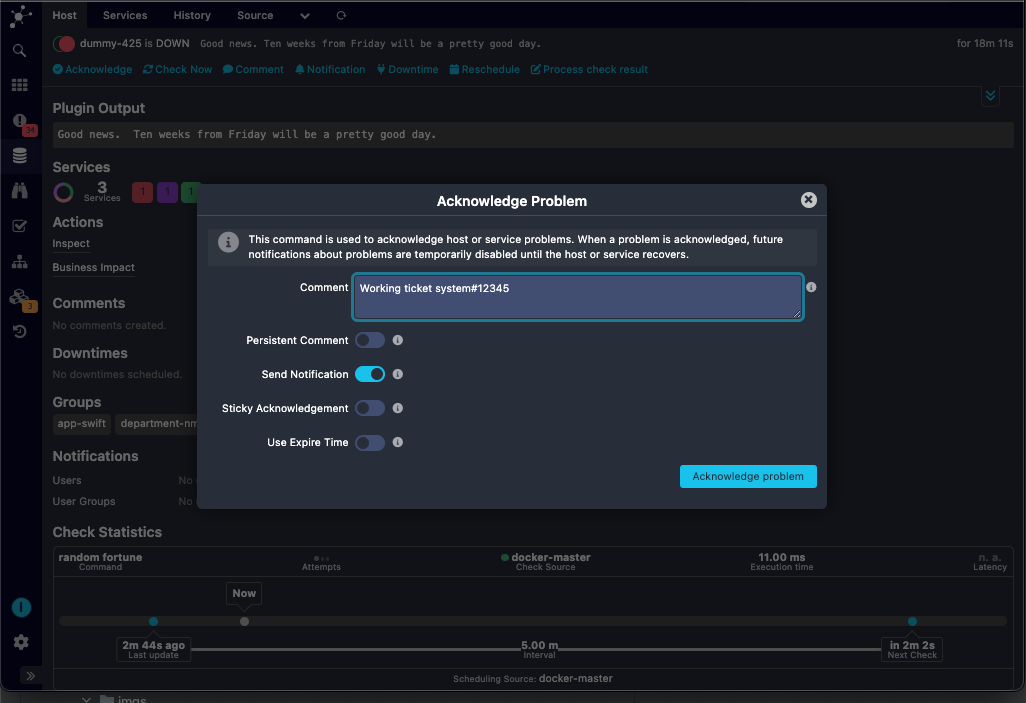 Host Services History Source
dummy-425 is DOWN Good news. Ten weeks from Friday will be a pretty good day. for 18m 11s
Acknowledge Check Now Comment Notification Downtime Reschedule Process check result
Plugin Output
Good news.  Ten weeks from Friday will be a pretty good day.
34
Services
3
Services
1 1 1
Actions
Inspect
Business Impact
Comments
No comments created.
3
Downtimes
No downtimes scheduled.
Groups
app-swift department-nm
Notifications
Users No
User Groups No
Acknowledge Problem
This command is used to acknowledge host or service problems. When a problem is acknowledged, future
notifications about problems are temporarily disabled until the host or service recovers.
Comment Working ticket system#12345
Persistent Comment
Send Notification
Sticky Acknowledgement
Use Expire Time
Acknowledge problem
Check Statistics
random fortune docker-master 11.00 ms n. a.
Command Attempts Check Source Execution time Latency
Now
2m 44s ago 5.00 m in 2m 2s
Last update Interval Next Check
I
Scheduling Source: docker-master
imgs